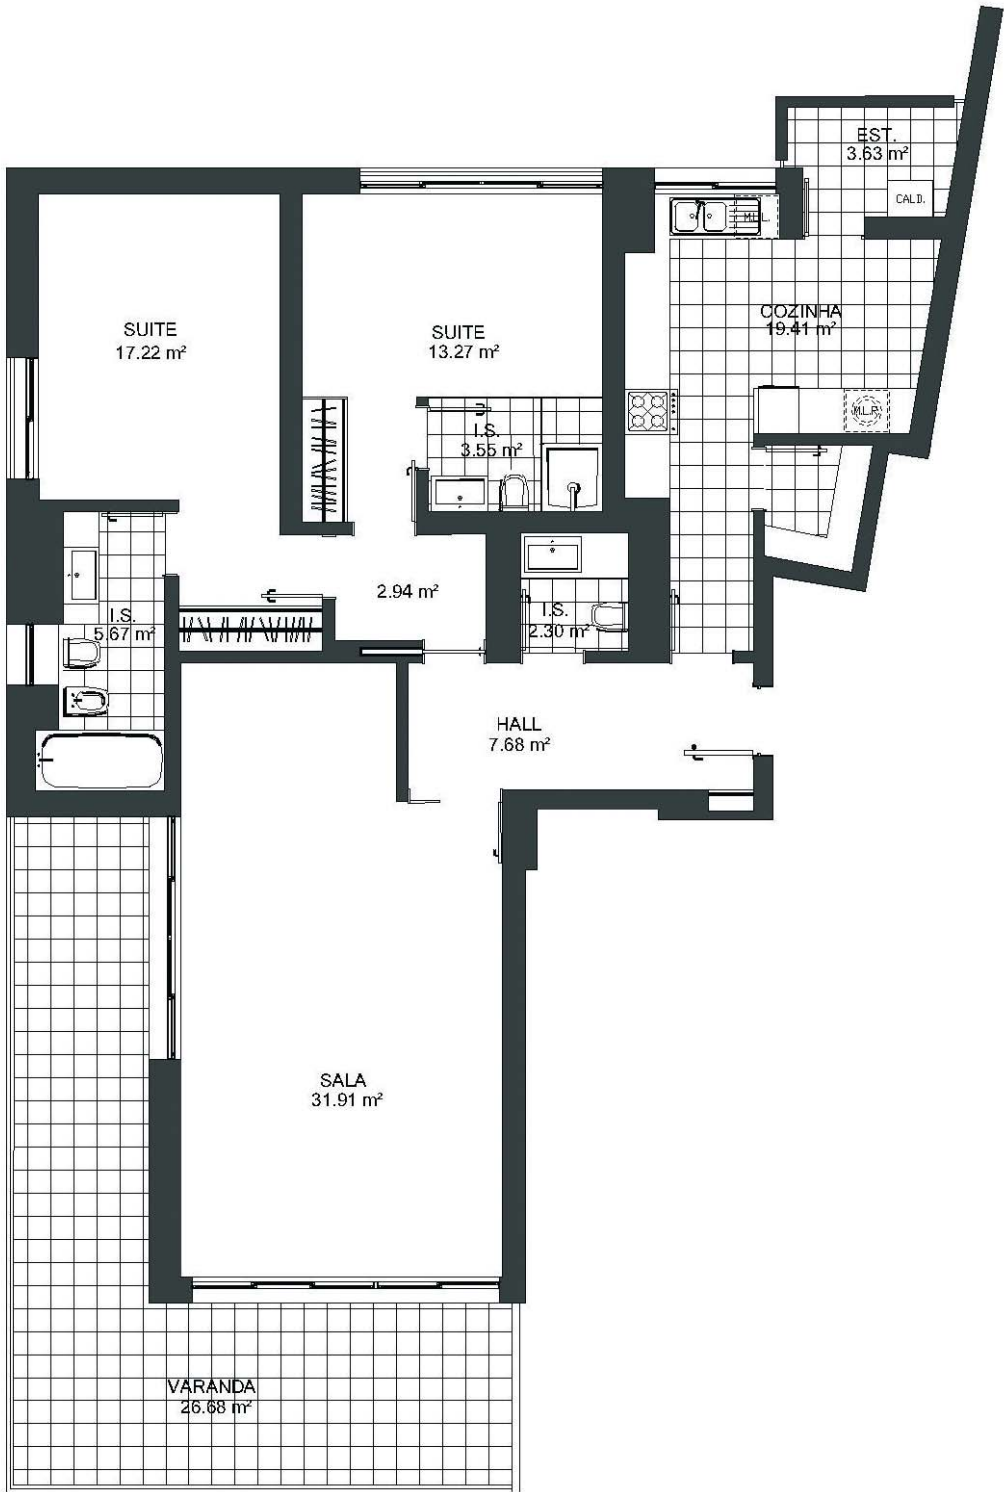 EST.
3.63 m²
CALD.
M.L.L.
SUITE
17.22 m²
SUITE
13.27 m²
COZINHA
19.41 m²
M.L.R.
I.S.
3.55 m²
2.94 m²
I.S.
5.67 m²
I.S.
2.30 m²
HALL
7.68 m²
SALA
31.91 m²
VARANDA
26.68 m²